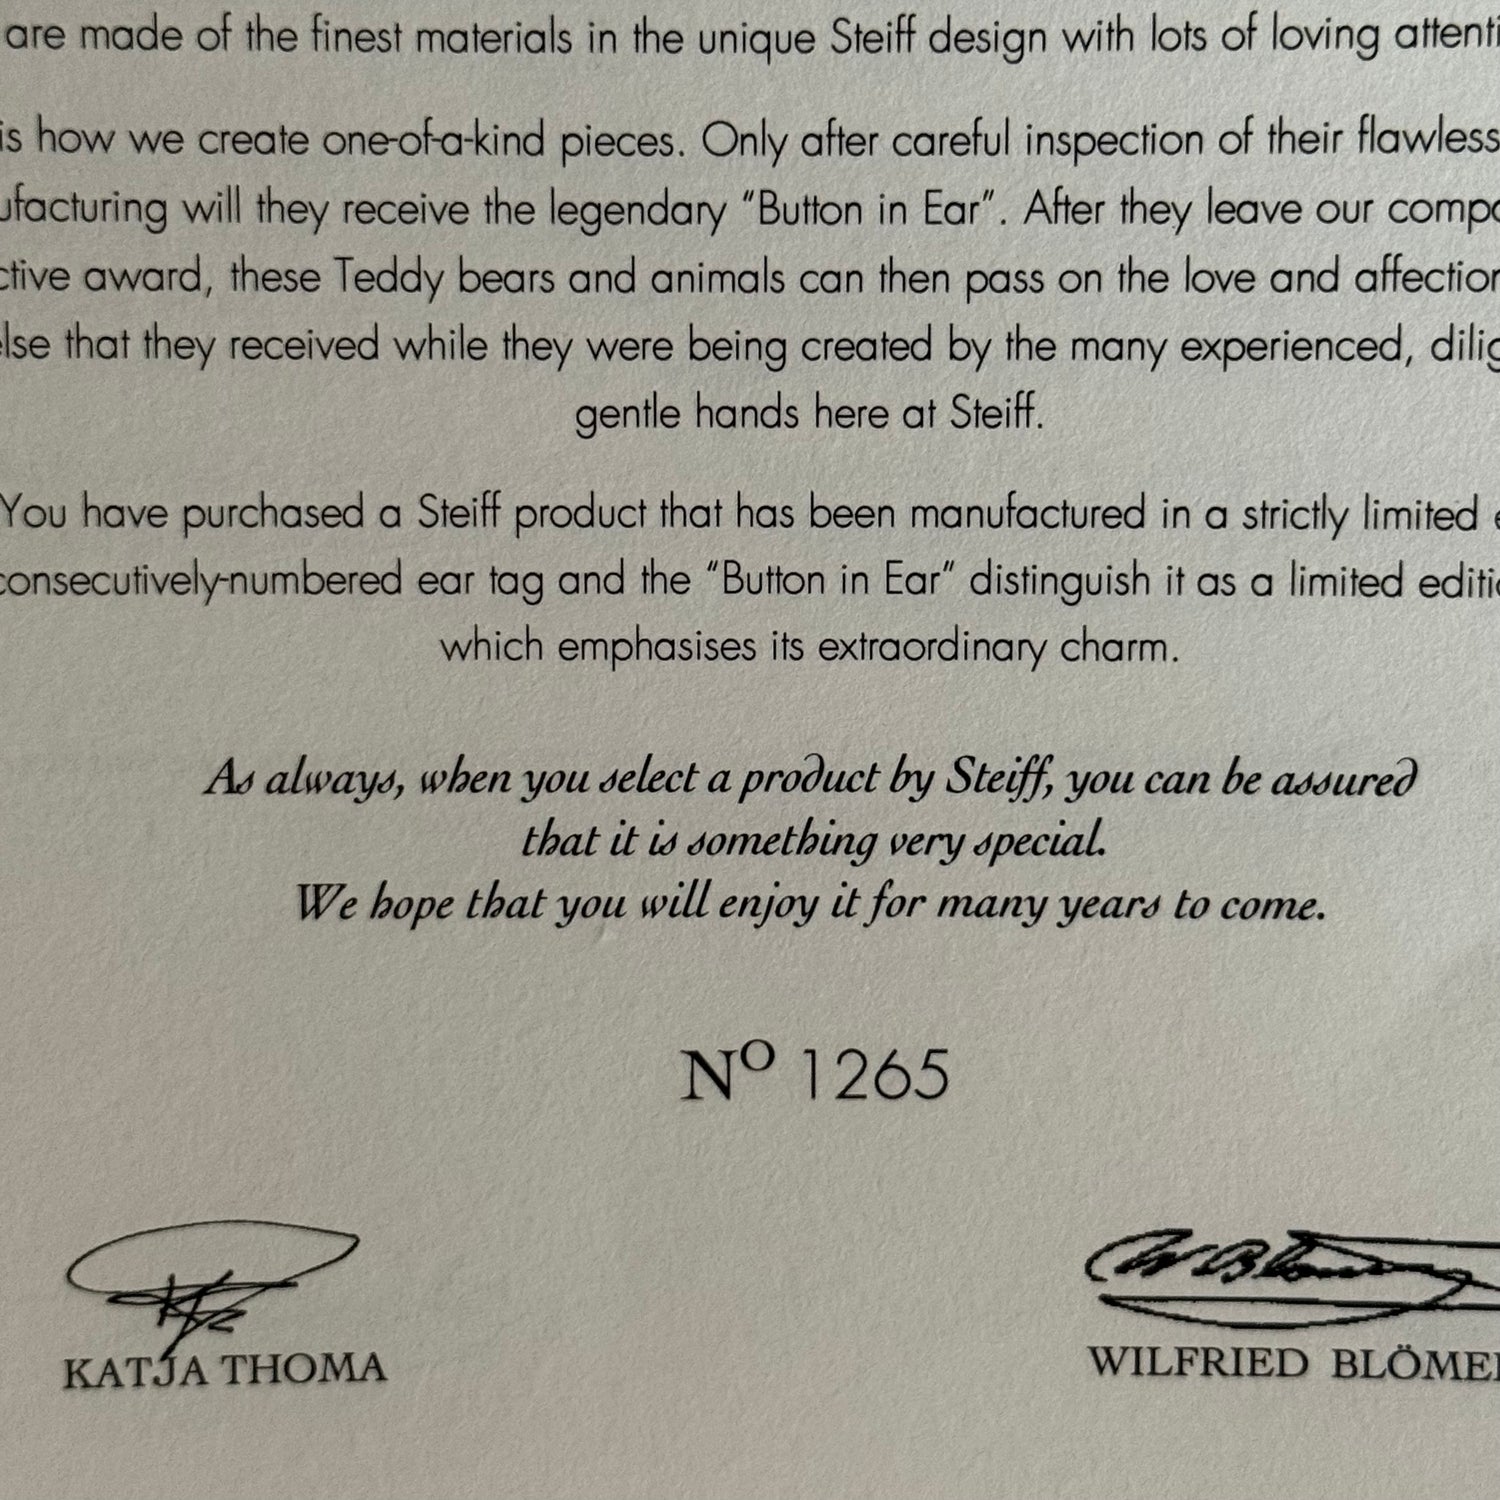 are made of the finest materials in the unique Steiff design with lots of loving attenti
is how we create one-of-a-kind pieces. Only after careful inspection of their flawless
ufacturing will they receive the legendary "Button in Ear". After they leave our compa
ctive award, these Teddy bears and animals can then pass on the love and affection
else that they received while they were being created by the many experienced, dilig
gentle hands here at Steiff.
You have purchased a Steiff product that has been manufactured in a strictly limited e
consecutively-numbered ear tag and the "Button in Ear" distinguish it as a limited editio
which emphasises its extraordinary charm.
As always, when you select a product by Steiff, you can be assured
that it is something very special.
We hope that you will enjoy it for many years to come.
Nº 1265
KATJA THOMA
WILFRIED BLÖME